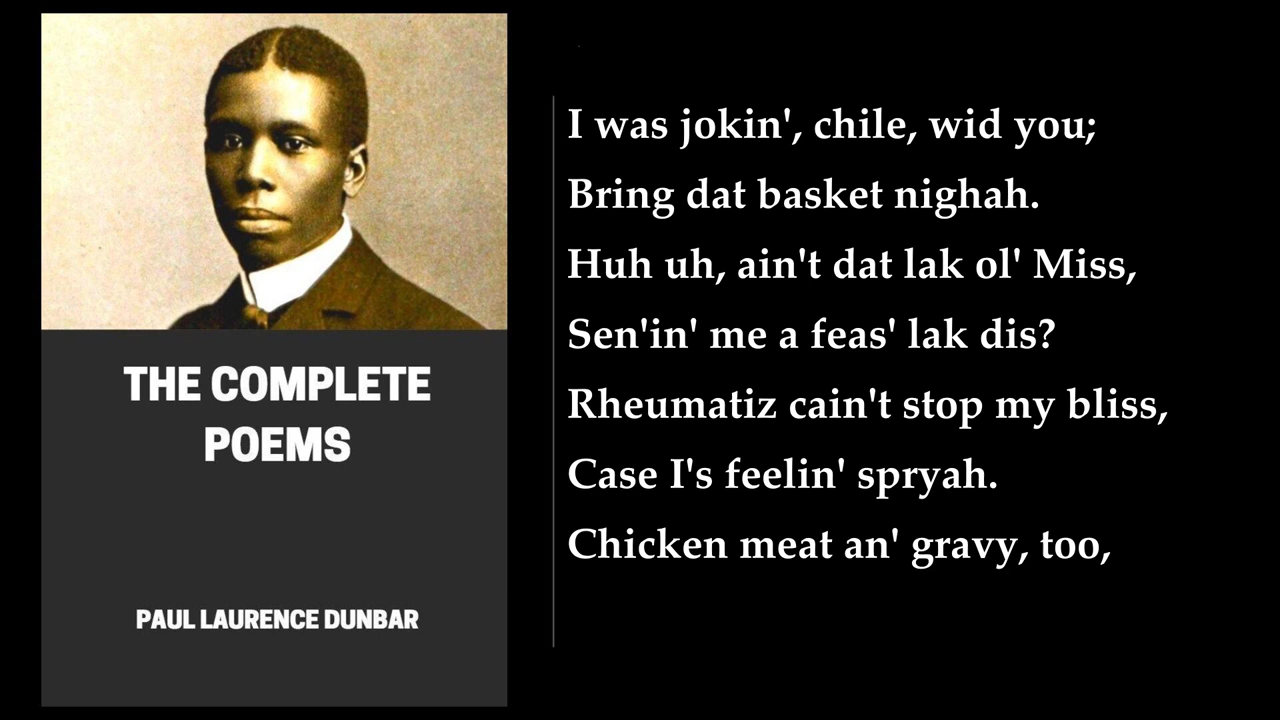 THE COMPLETE
POEMS
PAUL LAURENCE DUNBAR
I was jokin', chile, wid you;
Bring dat basket nighah.
Huh uh, ain't dat lak ol' Miss,
Sen'in' me a feas' lak dis?
Rheumatiz cain't stop my bliss,
Case I's feelin' spryah.
Chicken meat an' gravy, too,